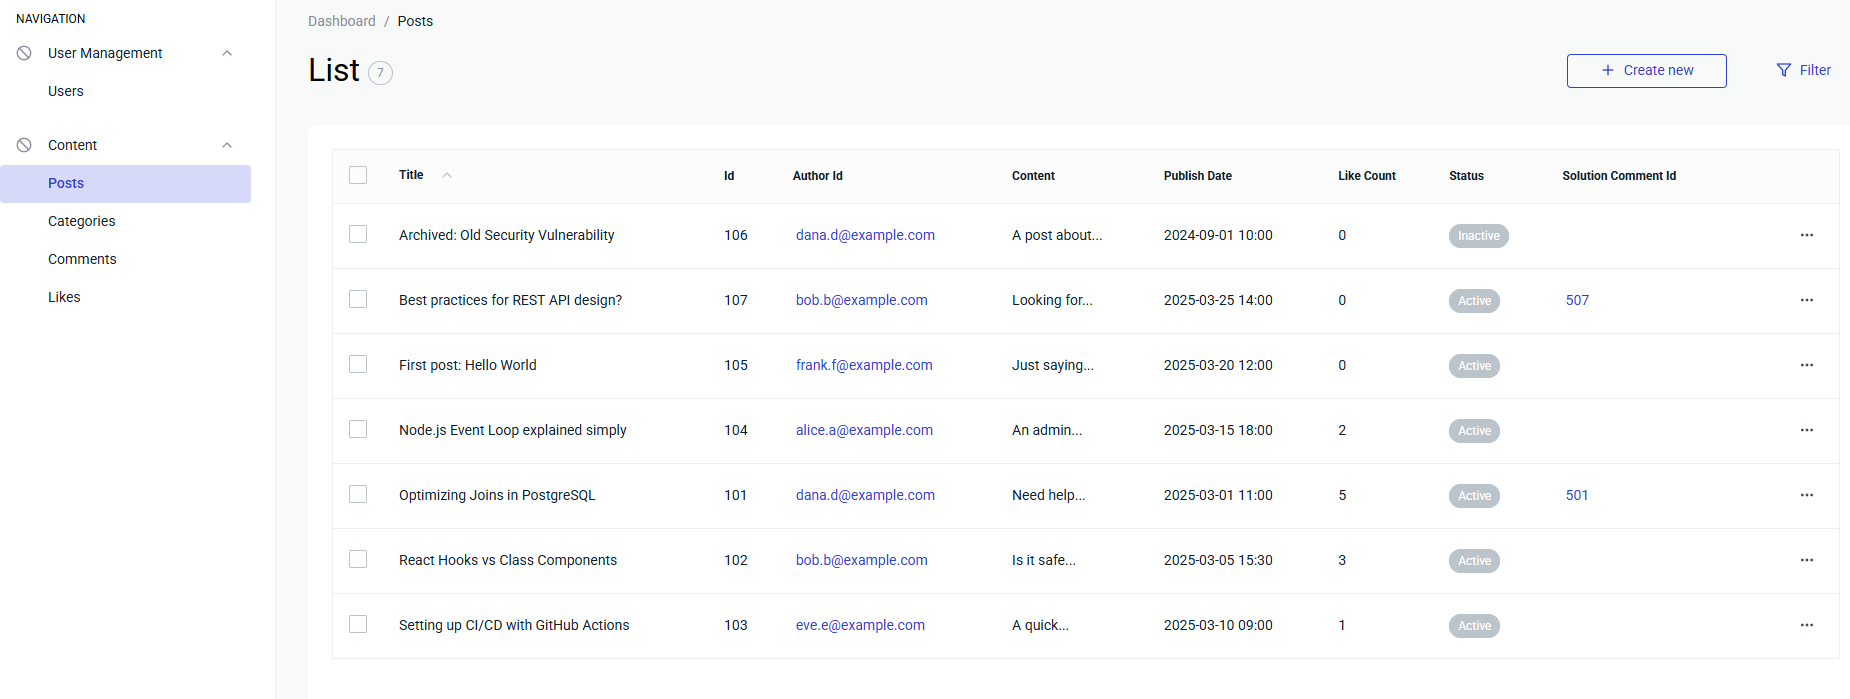 NAVIGATION
User Management
Users
Content
Posts
Categories
Comments
Likes
Dashboard / Posts
List 7
+ Create new
Filter
Title Id Author Id Content Publish Date Like Count Status Solution Comment Id
Archived: Old Security Vulnerability 106 dana.d@example.com A post about... 2024-09-01 10:00 0 Inactive ...
Best practices for REST API design? 107 bob.b@example.com Looking for... 2025-03-25 14:00 0 Active 507 ...
First post: Hello World 105 frank.f@example.com Just saying... 2025-03-20 12:00 0 Active ...
Node.js Event Loop explained simply 104 alice.a@example.com An admin... 2025-03-15 18:00 2 Active ...
Optimizing Joins in PostgreSQL 101 dana.d@example.com Need help... 2025-03-01 11:00 5 Active 501 ...
React Hooks vs Class Components 102 bob.b@example.com Is it safe... 2025-03-05 15:30 3 Active ...
Setting up CI/CD with GitHub Actions 103 eve.e@example.com A quick... 2025-03-10 09:00 1 Active ...